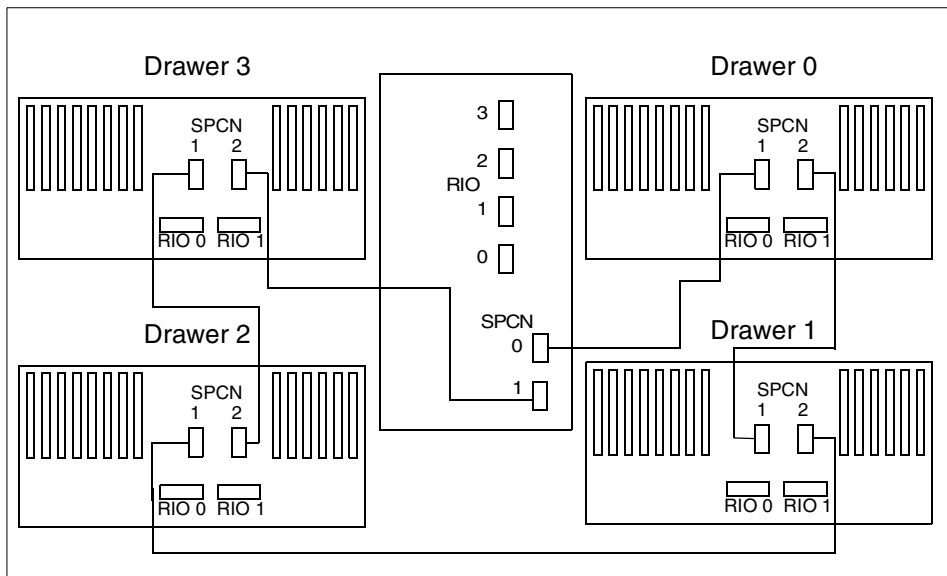 Drawer 3
SPCN
1 2
RIO 0 RIO 1
3
2
RIO
1
0
SPCN
0
1
Drawer 0
SPCN
1 2
RIO 0 RIO 1
Drawer 2
SPCN
1 2
RIO 0 RIO 1
Drawer 1
SPCN
1 2
RIO 0 RIO 1